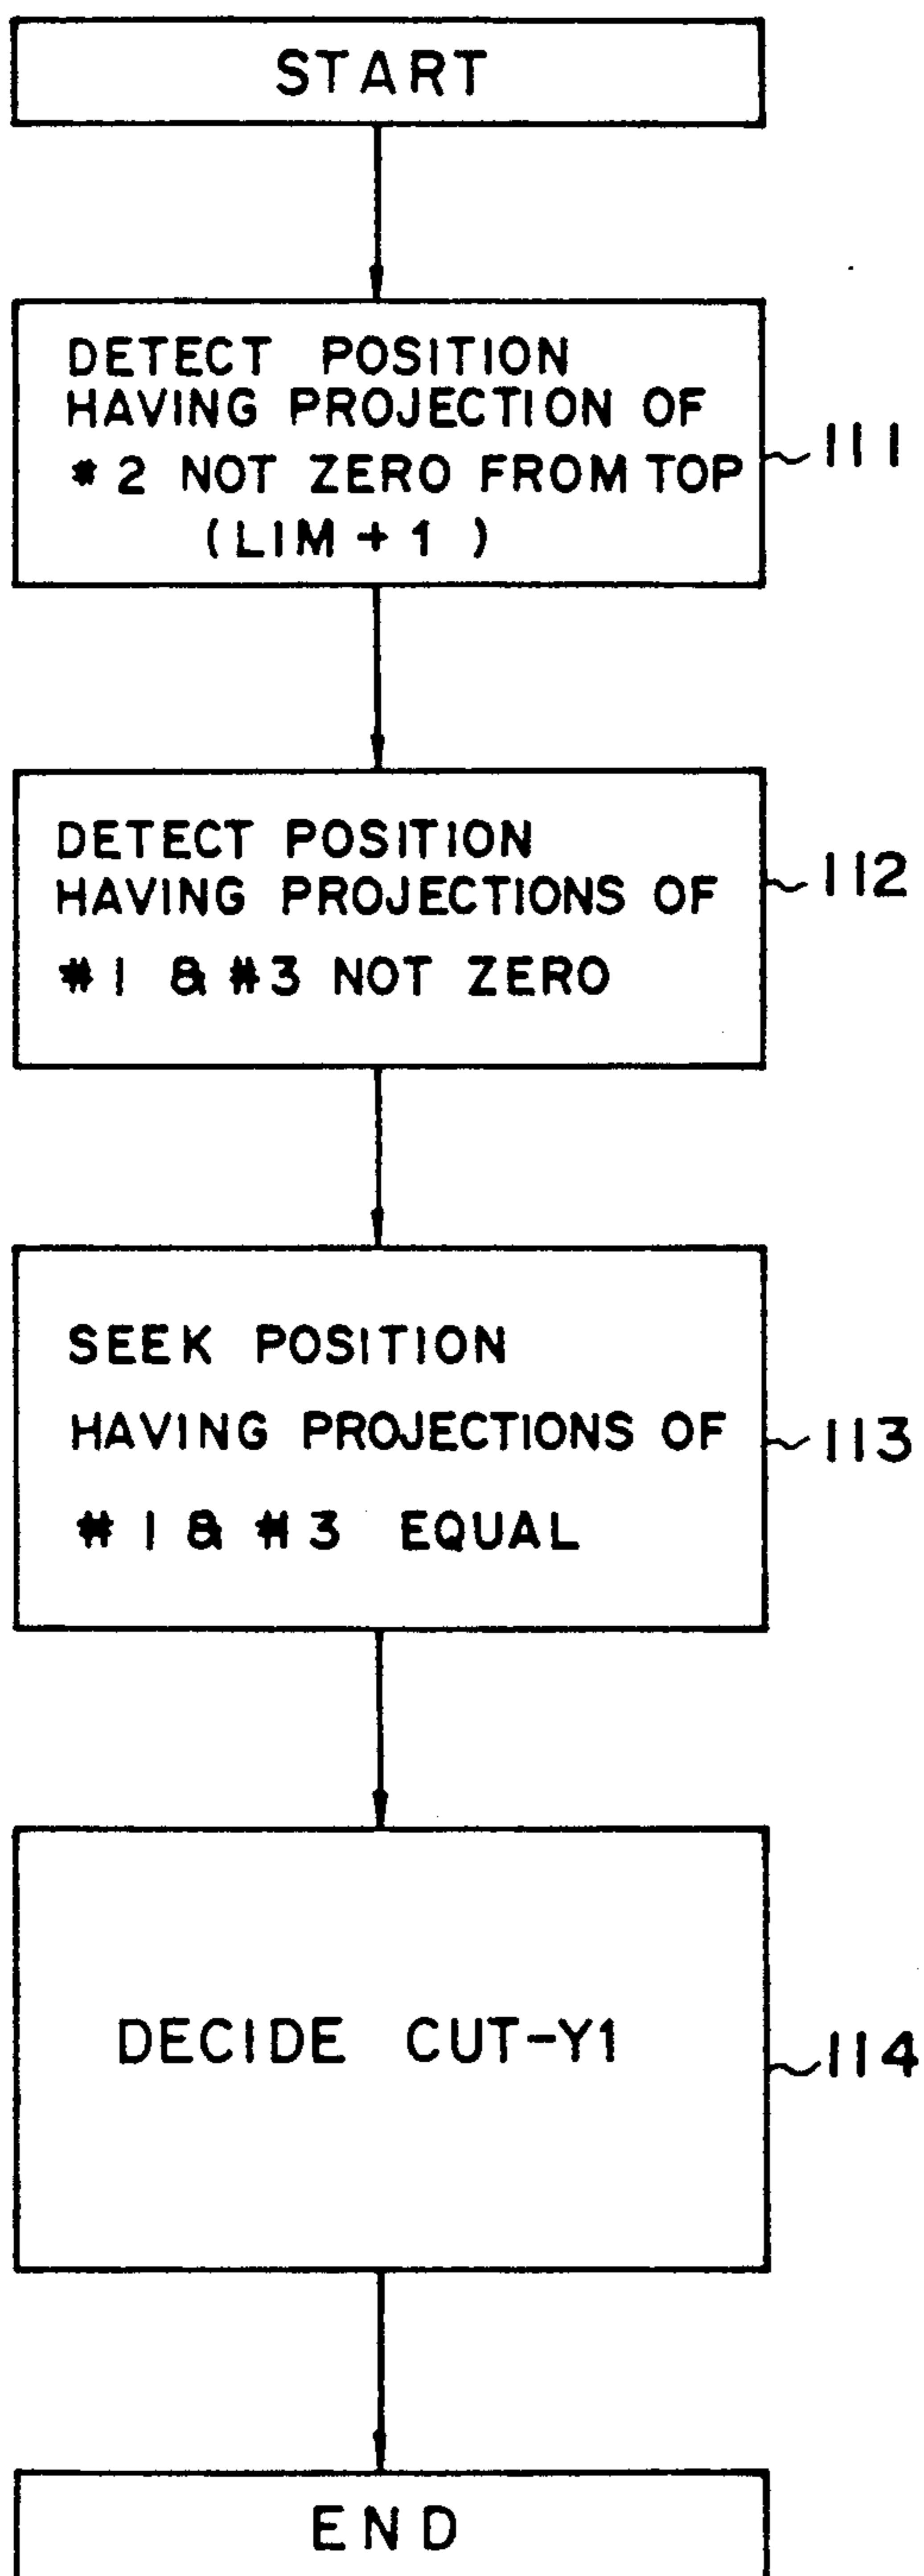 START
DETECT POSITION
HAVING PROJECTION OF
#2 NOT ZERO FROM TOP
(LIM+1)
111
DETECT POSITION
HAVING PROJECTIONS OF
#1 & #3 NOT ZERO
112
SEEK POSITION
HAVING PROJECTIONS OF
#1 & #3 EQUAL
113
DECIDE CUT-Y1
114
END